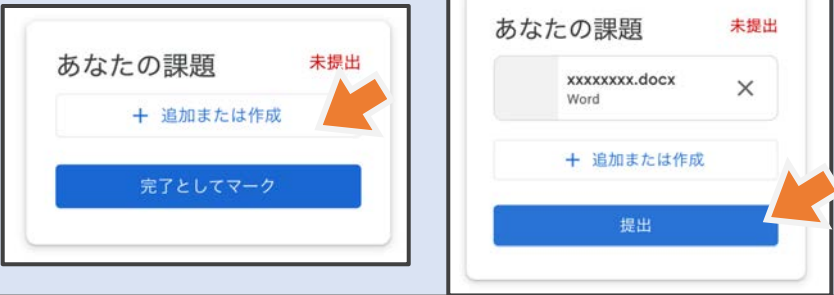 あなたの課題 未提出
+ 追加または作成
完了としてマーク
あなたの課題 未提出
xxxxxxxx.docx
Word
+ 追加または作成
提出